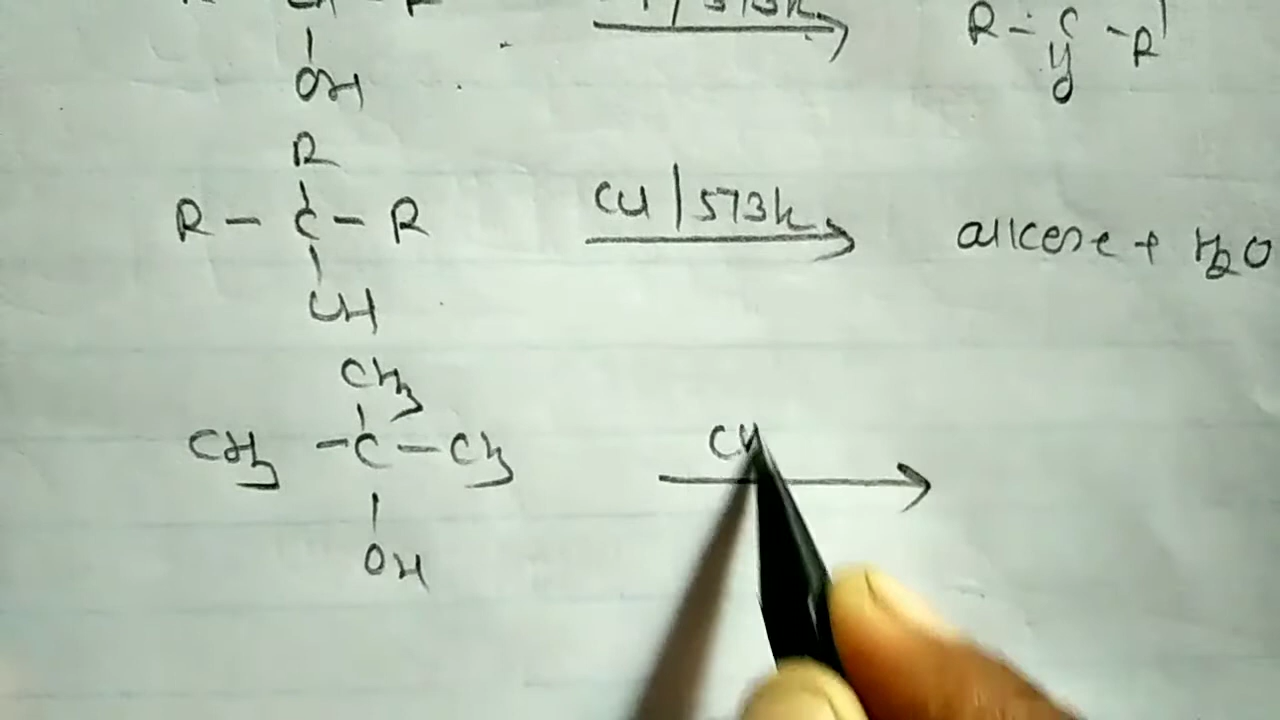 OH
R
R - C - R Cu | 573k alkene + H2O
OH
CH3
CH3 - C - CH3 Cu
OH